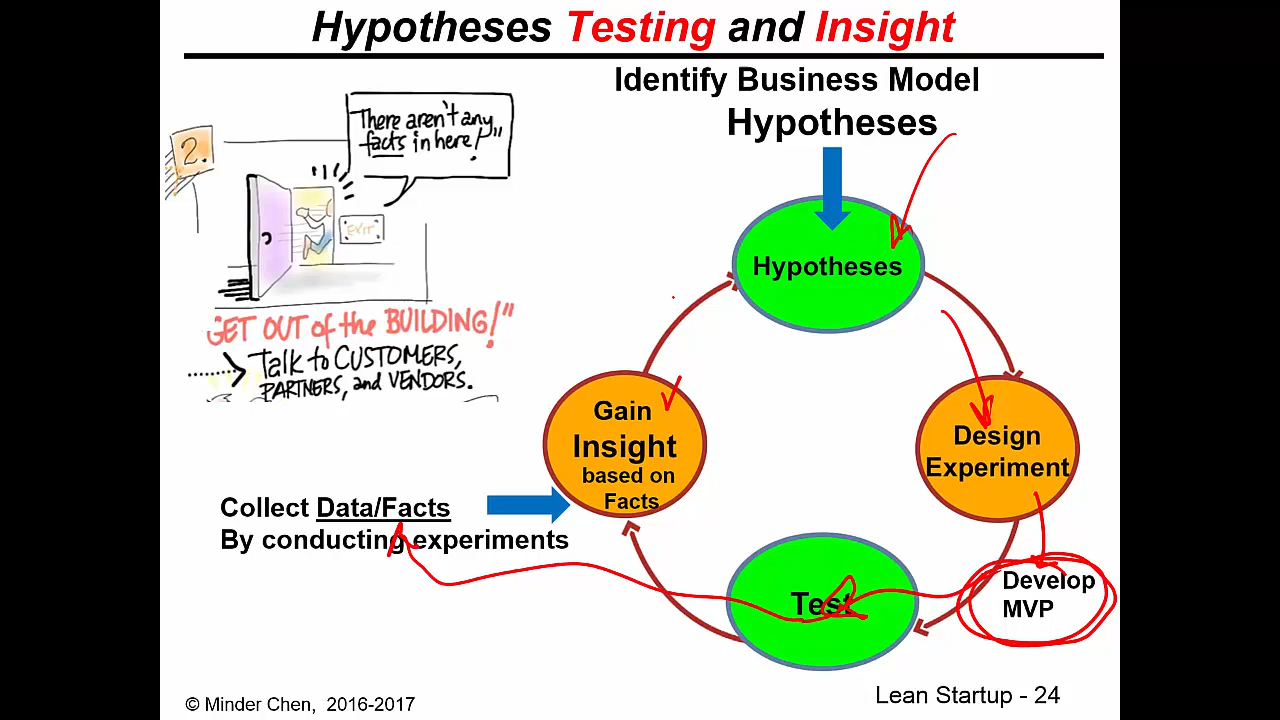 Hypotheses Testing and Insight
Identify Business Model
Hypotheses
2.
There aren't any
facts in here!"
EXIT
GET OUT of the BUILDING!"
Talk to CUSTOMERS,
PARTNERS, and VENDORS.
Hypotheses
Design
Experiment
Develop
MVP
Test
Gain
Insight
based on
Facts
Collect Data/Facts
By conducting experiments
© Minder Chen, 2016-2017
Lean Startup - 24